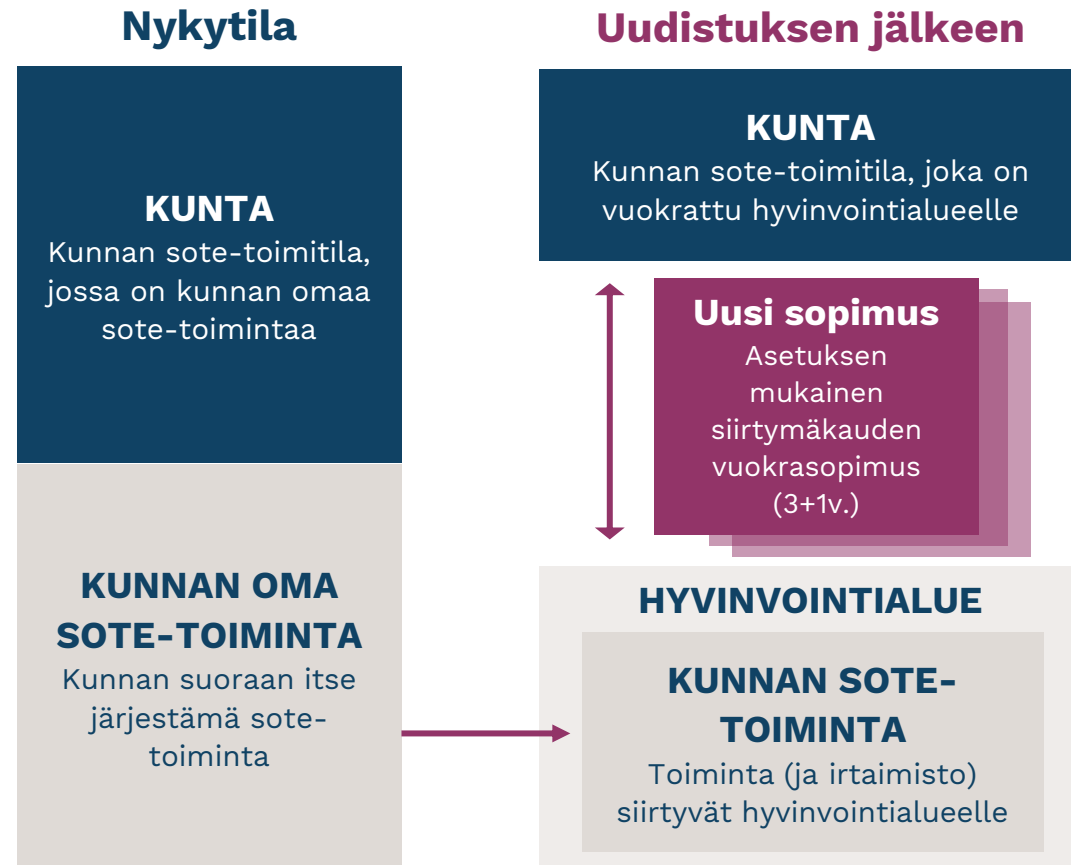 Nykytila
KUNTA
Kunnan sote-toimitila,
jossa on kunnan omaa
sote-toimintaa
KUNNAN OMA
SOTE-TOIMINTA
Kunnan suoraan itse
järjestämä sote-
toiminta
Uudistuksen jälkeen
KUNTA
Kunnan sote-toimitila, joka on
vuokrattu hyvinvointialueelle
Uusi sopimus
Asetuksen
mukainen
siirtymäkauden
vuokrasopimus
(3+1v.)
HYVINVOINTIALUE
KUNNAN SOTE-
TOIMINTA
Toiminta (ja irtaimisto)
siirtyvät hyvinvointialueelle